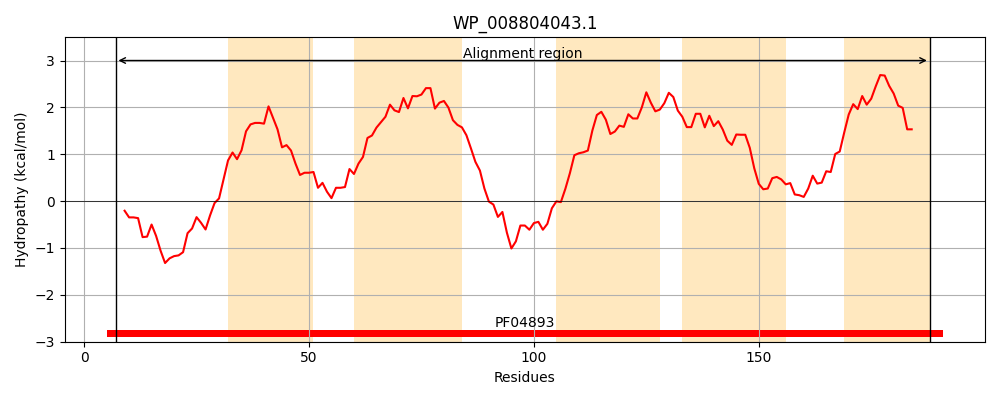 WP_008804043.1
Alignment region
Hydropathy (kcal/mol)
3
2
1
0
−1
−2
−3
PF04893
0
50
100
150
Residues